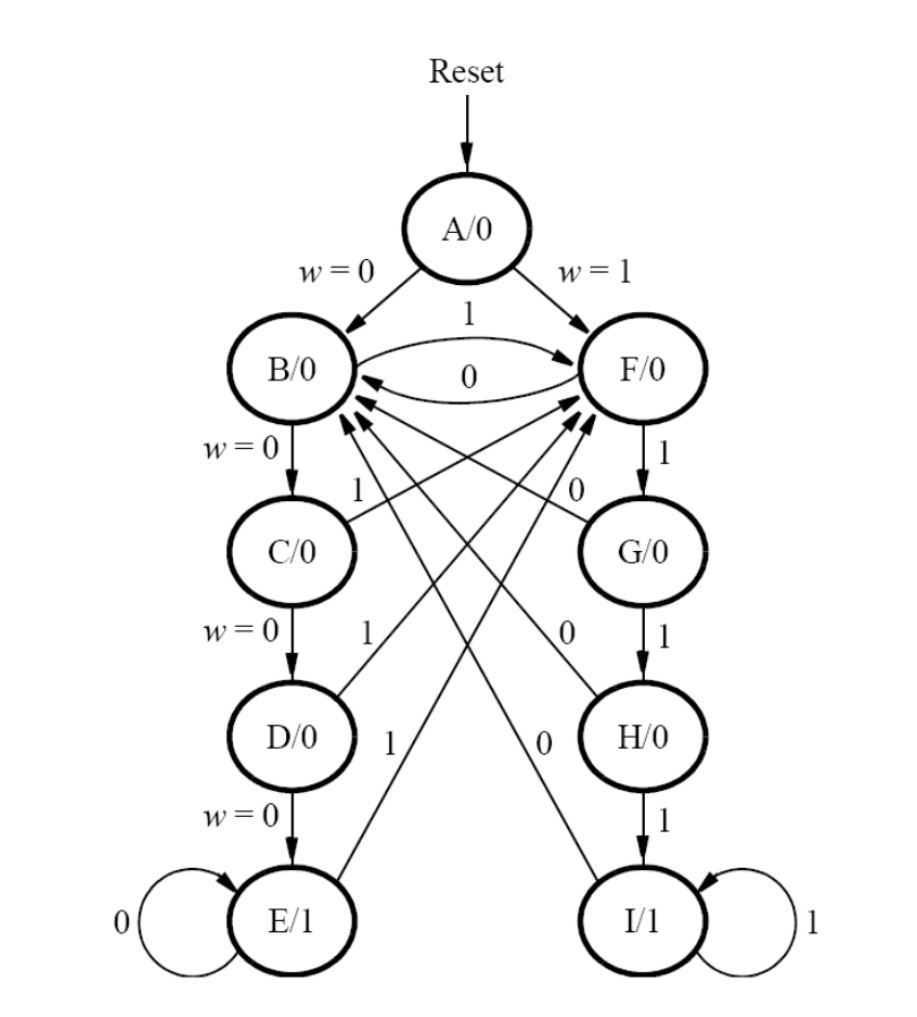 Reset
A/0
w = 0 w = 1
1
B/0 0 F/0
w = 0 1
1 0
C/0 G/0
w = 0 1 0 1
D/0 H/0
1 0
w = 0 1
0 E/1 I/1 1